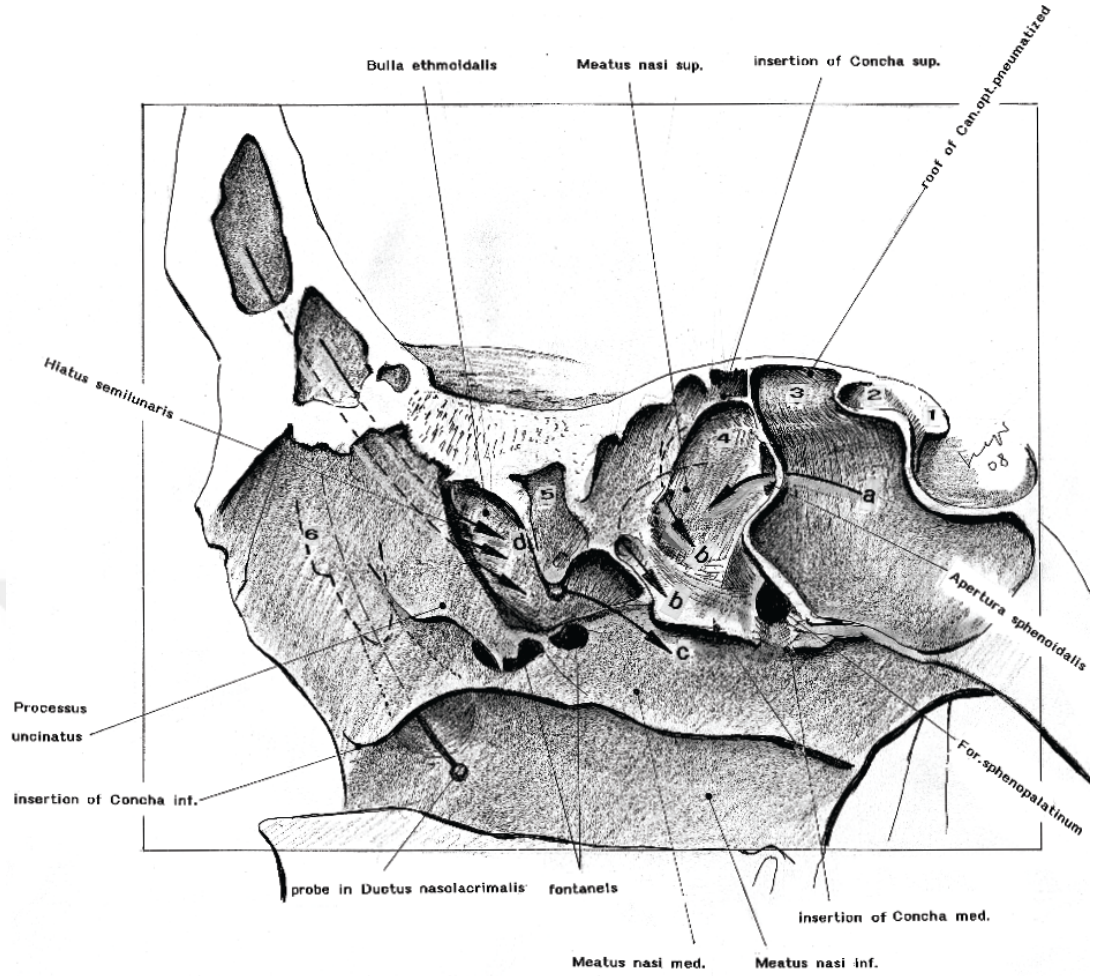 roof of Can.opt.pneumatized
Bulla ethmoidalis
Meatus nasi sup.
insertion of Concha sup.
Hiatus semilunaris
3
2
1
4
08
5
a
d
6
b
b
c
Apertura sphenoidalis
Processus
uncinatus
For.sphenopalatinum
insertion of Concha inf.
probe in Ductus nasolacrimalis
fontanels
insertion of Concha med.
Meatus nasi med.
Meatus nasi inf.